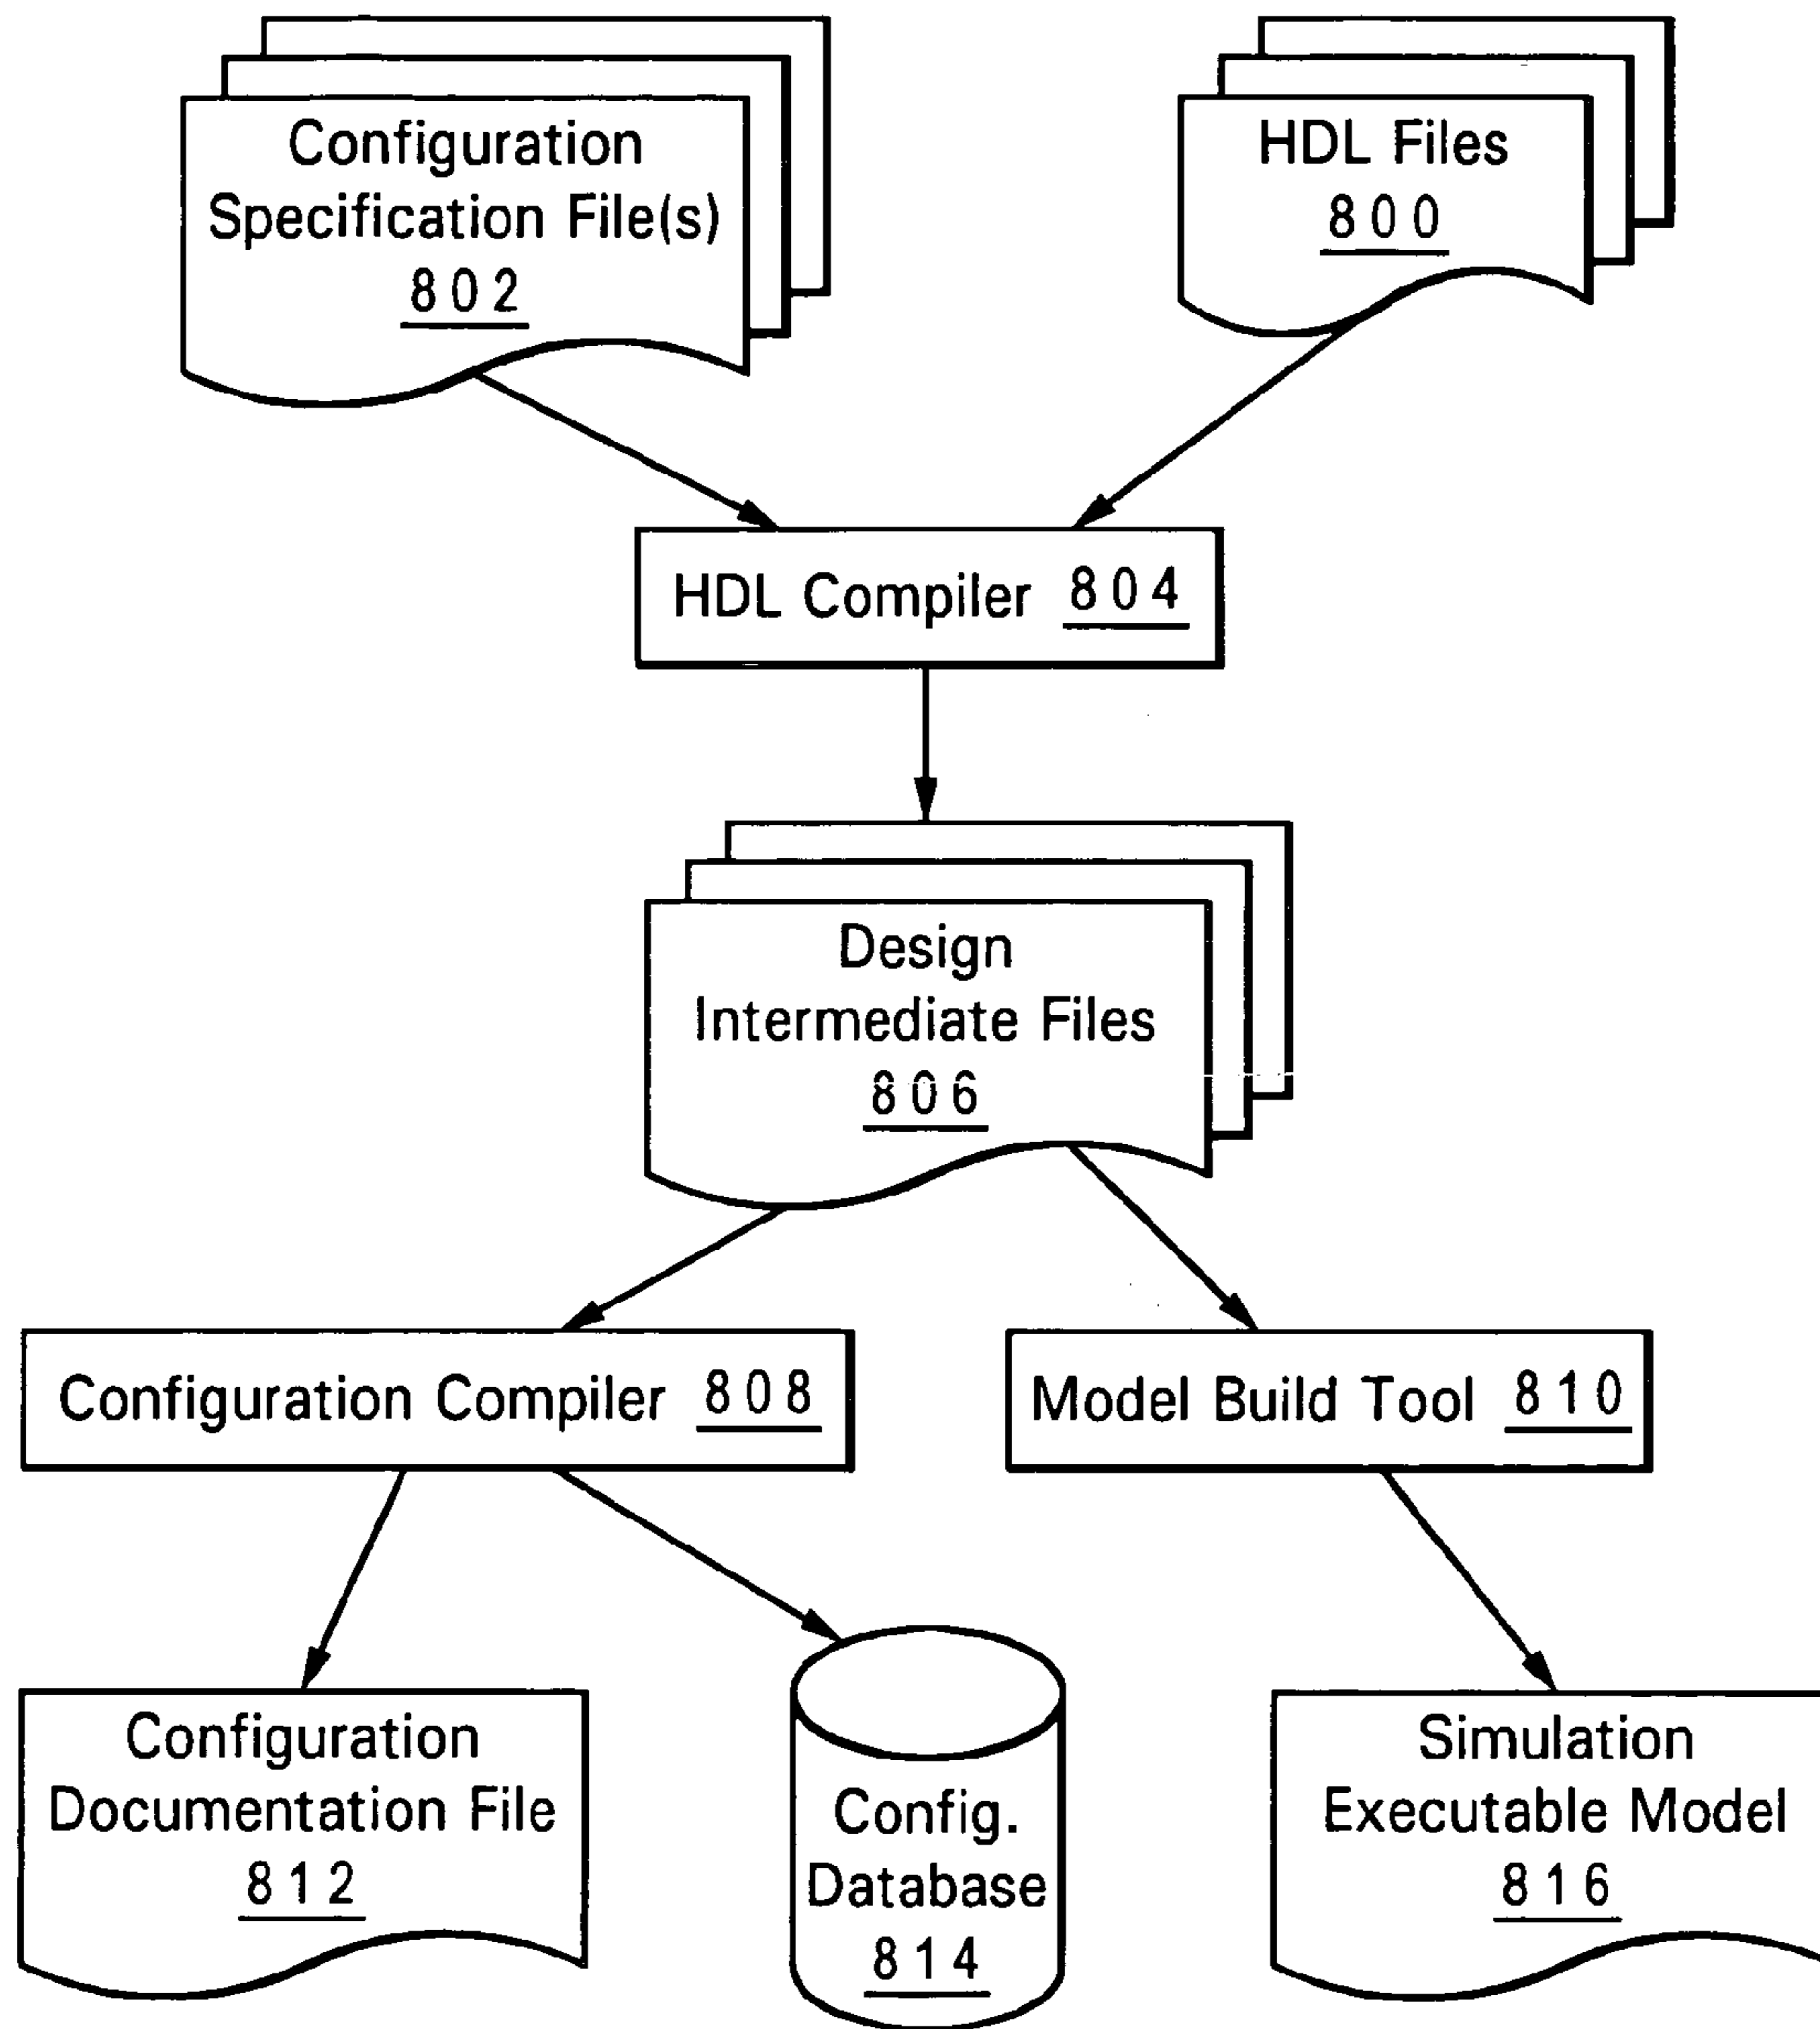 Configuration
Specification File(s)
802
HDL Files
800
HDL Compiler 804
Design
Intermediate Files
806
Configuration Compiler 808
Model Build Tool 810
Configuration
Documentation File
812
Config.
Database
814
Simulation
Executable Model
816